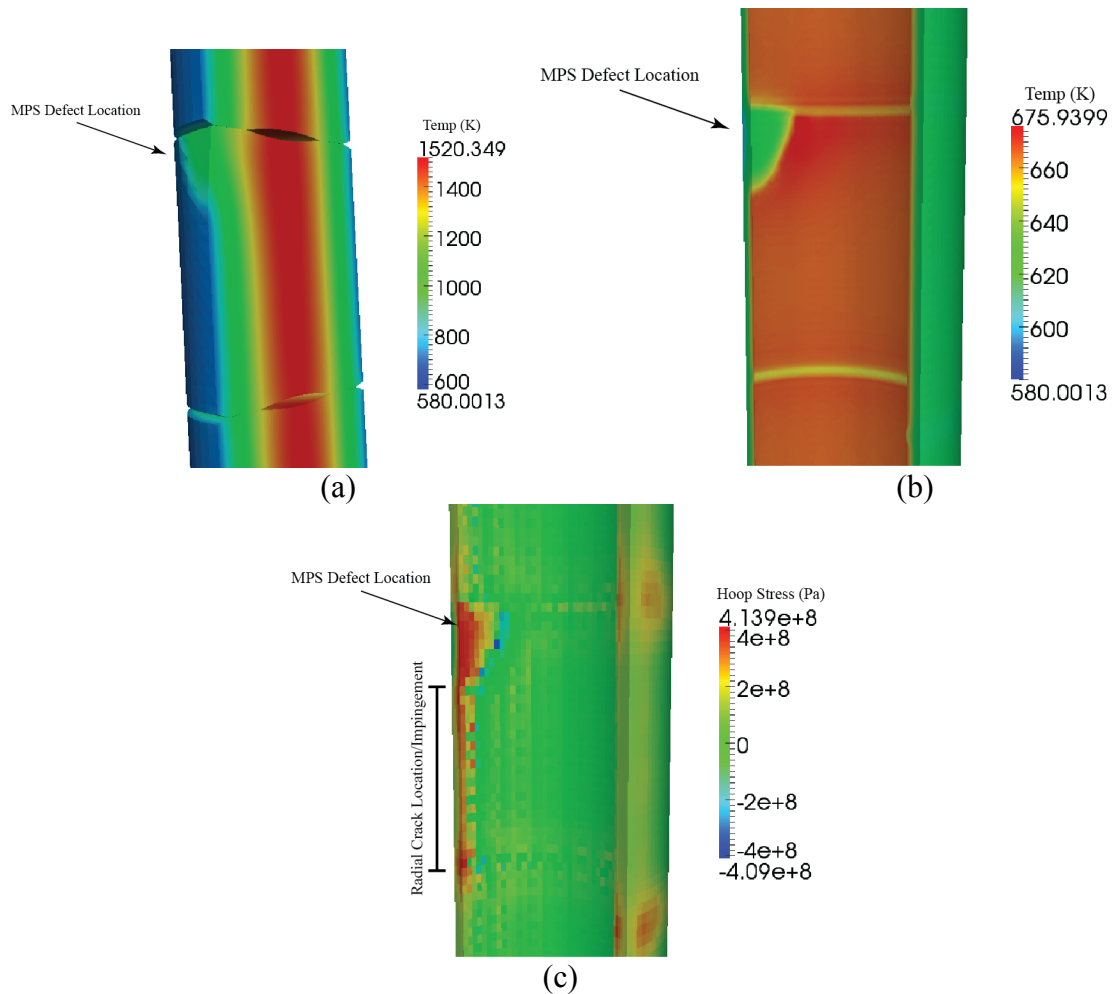 MPS Defect Location
Temp (K)
1520.349
1400
1200
1000
800
600
580.0013
(a)
MPS Defect Location
Temp (K)
675.9399
660
640
620
600
580.0013
(b)
MPS Defect Location
Radial Crack Location/Impingement
Hoop Stress (Pa)
4.139e+8
4e+8
2e+8
0
-2e+8
-4e+8
-4.09e+8
(c)